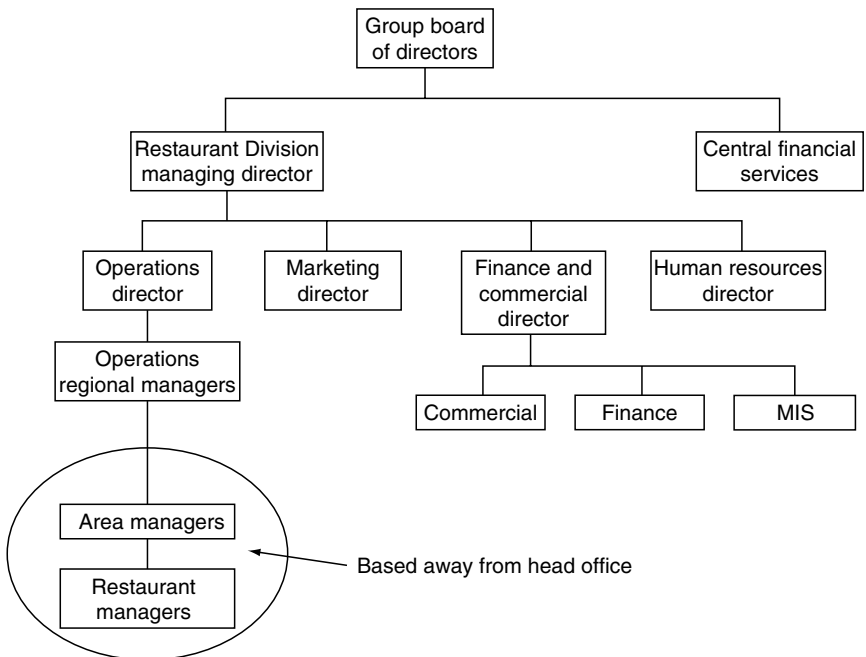 Group board
of directors
Restaurant Division
managing director
Central financial
services
Operations
director
Marketing
director
Finance and
commercial
director
Human resources
director
Operations
regional managers
Commercial
Finance
MIS
Area managers
Based away from head office
Restaurant
managers